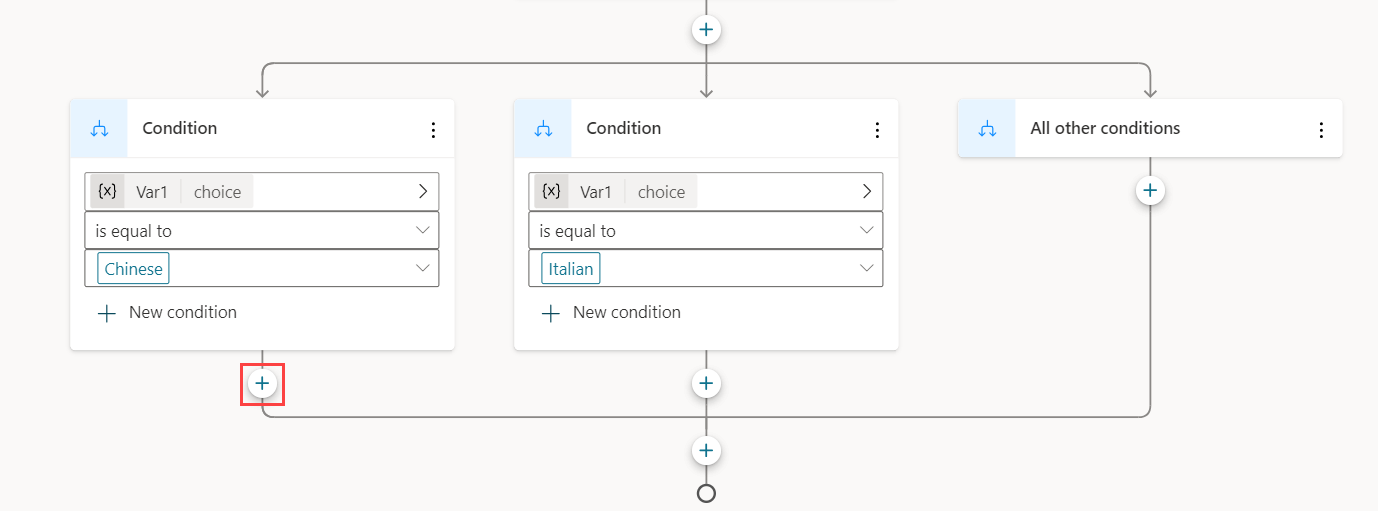 Condition
Condition
All other conditions
{x} Var1 choice
{x} Var1 choice
is equal to
is equal to
Chinese
Italian
New condition
New condition